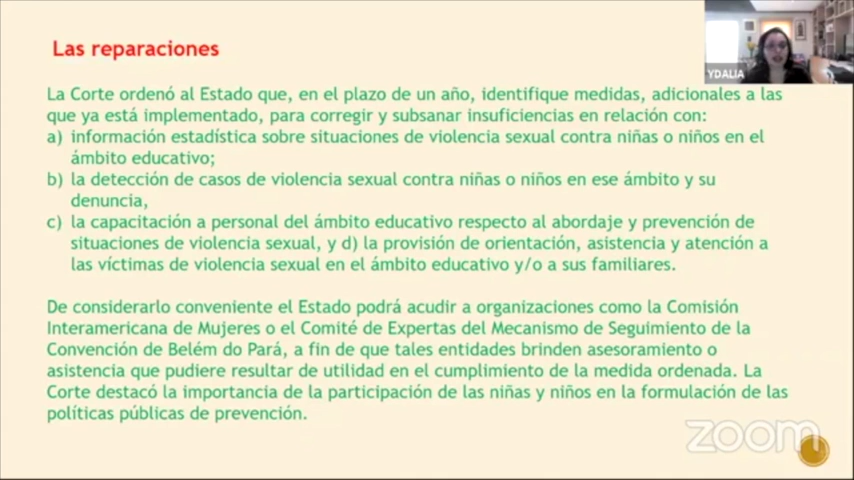 Las reparaciones
YDALIA
La Corte ordenó al Estado que, en el plazo de un año, identifique medidas, adicionales a las
que ya está implementado, para corregir y subsanar insuficiencias en relación con:
a) información estadística sobre situaciones de violencia sexual contra niñas o niños en el
ámbito educativo;
b) la detección de casos de violencia sexual contra niñas o niños en ese ámbito y su
denuncia,
c) la capacitación a personal del ámbito educativo respecto al abordaje y prevención de
situaciones de violencia sexual, y d) la provisión de orientación, asistencia y atención a
las víctimas de violencia sexual en el ámbito educativo y/o a sus familiares.
De considerarlo conveniente el Estado podrá acudir a organizaciones como la Comisión
Interamericana de Mujeres o el Comité de Expertas del Mecanismo de Seguimiento de la
Convención de Belém do Pará, a fin de que tales entidades brinden asesoramiento o
asistencia que pudiere resultar de utilidad en el cumplimiento de la medida ordenada. La
Corte destacó la importancia de la participación de las niñas y niños en la formulación de las
políticas públicas de prevención.
zoom